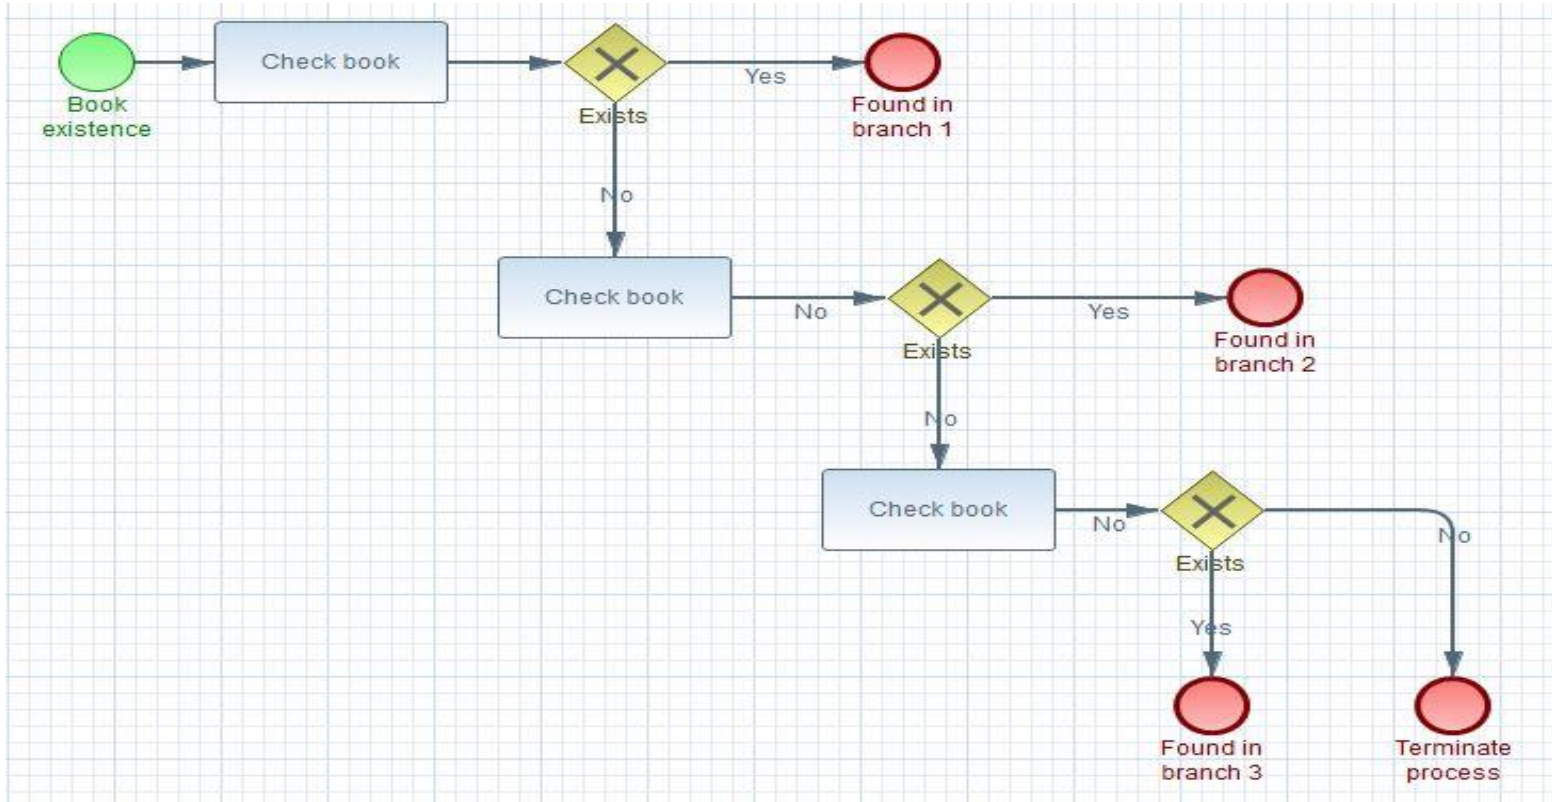 Check book
Yes
Book
existence
Exists
Found in
branch 1
No
Check book
No
Yes
Exists
Found in
branch 2
No
Check book
No
No
Exists
Yes
Found in
branch 3
Terminate
process